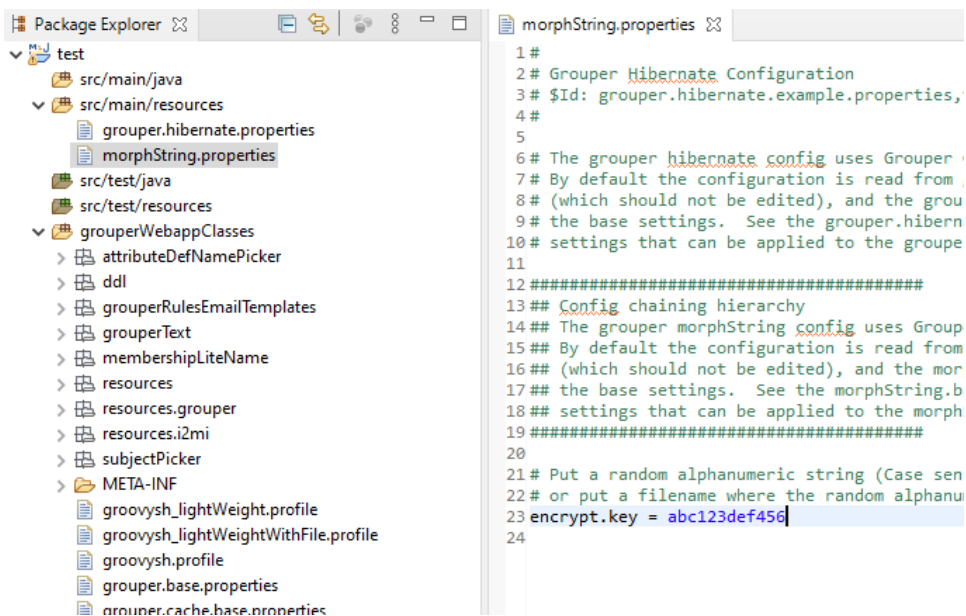 Package Explorer
test
src/main/java
src/main/resources
grouper.hibernate.properties
morphString.properties
src/test/java
src/test/resources
grouperWebappClasses
attributeDefNamePicker
ddl
grouperRulesEmailTemplates
grouperText
membershipLiteName
resources
resources.grouper
resources.i2mi
subjectPicker
META-INF
groovysh_lightWeight.profile
groovysh_lightWeightWithFile.profile
groovysh.profile
grouper.base.properties
grouper.cache.base.properties
morphString.properties
1 #
2 # Grouper Hibernate Configuration
3 # $Id: grouper.hibernate.example.properties,
4 #
5
6 # The grouper hibernate config uses Grouper
7 # By default the configuration is read from
8 # (which should not be edited), and the grou
9 # the base settings.  See the grouper.hibern
10 # settings that can be applied to the groupe
11
12 ########################################
13 ## Config chaining hierarchy
14 ## The grouper morphString config uses Group
15 ## By default the configuration is read from
16 ## (which should not be edited), and the mor
17 ## the base settings.  See the morphString.b
18 ## settings that can be applied to the morph
19 ########################################
20
21 # Put a random alphanumeric string (Case sen
22 # or put a filename where the random alphanu
23 encrypt.key = abc123def456
24